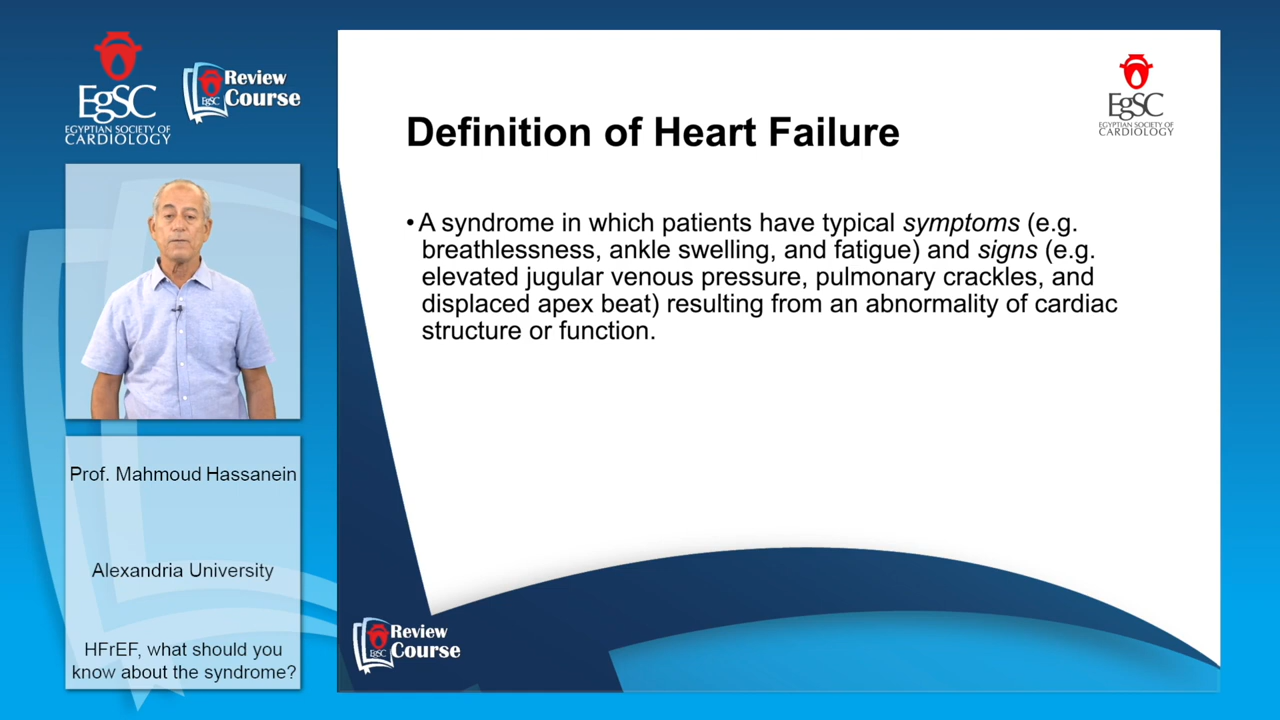 EgSC
EGYPTIAN SOCIETY OF
CARDIOLOGY
EgSC
Review
Course
Prof. Mahmoud Hassanein
Alexandria University
HFrEF, what should you
know about the syndrome?
EgSC
EGYPTIAN SOCIETY OF
CARDIOLOGY
Definition of Heart Failure
• A syndrome in which patients have typical symptoms (e.g.
breathlessness, ankle swelling, and fatigue) and signs (e.g.
elevated jugular venous pressure, pulmonary crackles, and
displaced apex beat) resulting from an abnormality of cardiac
structure or function.
EgSC
Review
Course